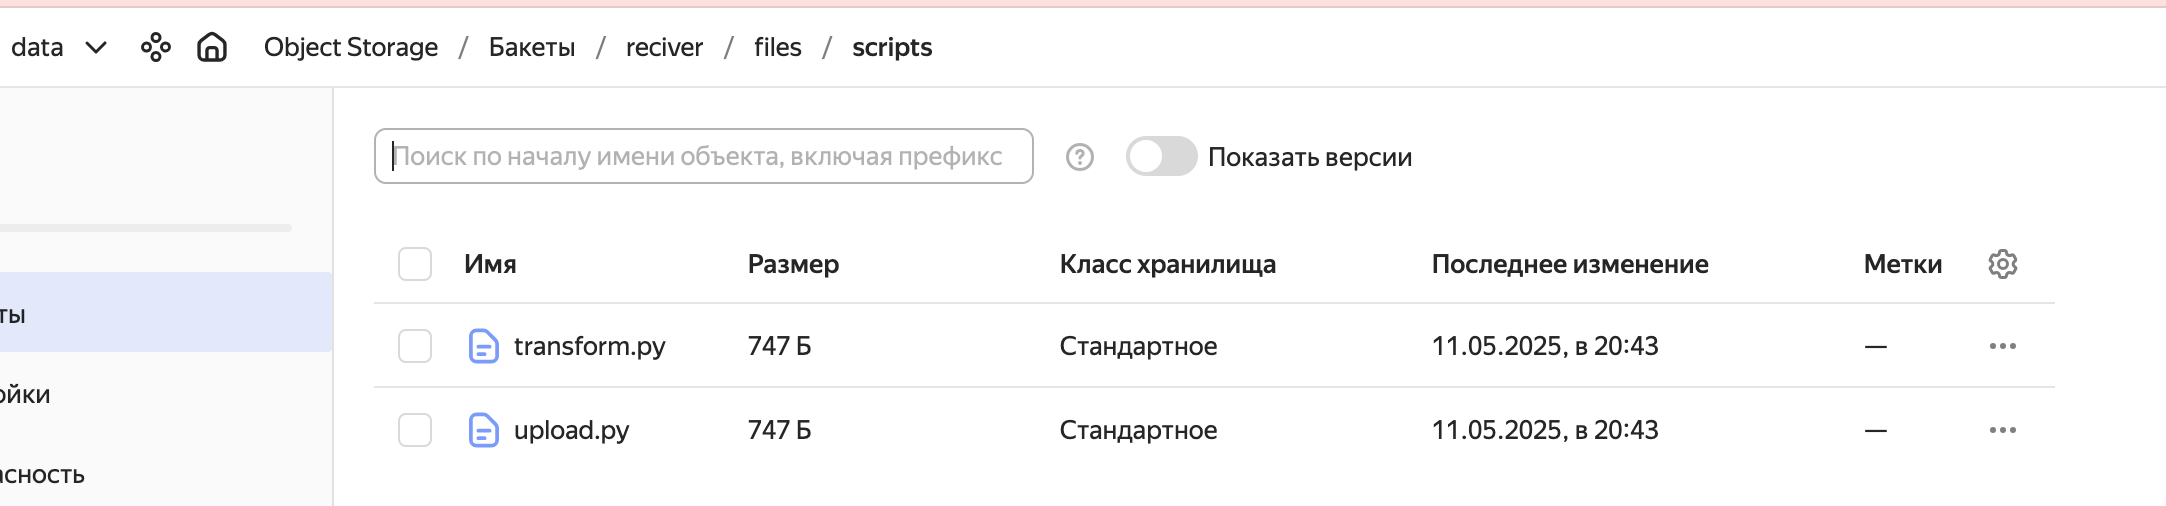 data Object Storage / Бакеты / reciver / files / scripts
Поиск по началу имени объекта, включая префикс Показать версии
Имя Размер Класс хранилища Последнее изменение Метки
ты
transform.py 747 Б Стандартное 11.05.2025, в 20:43 —
ойки
upload.py 747 Б Стандартное 11.05.2025, в 20:43 —
асность